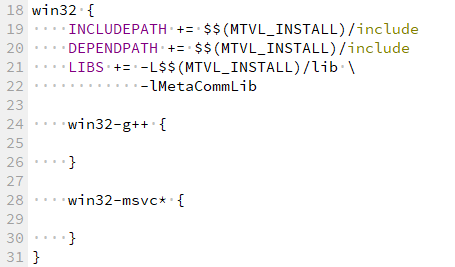 18 win32 {
19     INCLUDEPATH += $$(MTVL_INSTALL)/include
20     DEPENDPATH += $$(MTVL_INSTALL)/include
21     LIBS += -L$$(MTVL_INSTALL)/lib \
22             -lMetaCommLib
23
24     win32-g++ {
25
26     }
27
28     win32-msvc* {
29
30     }
31 }